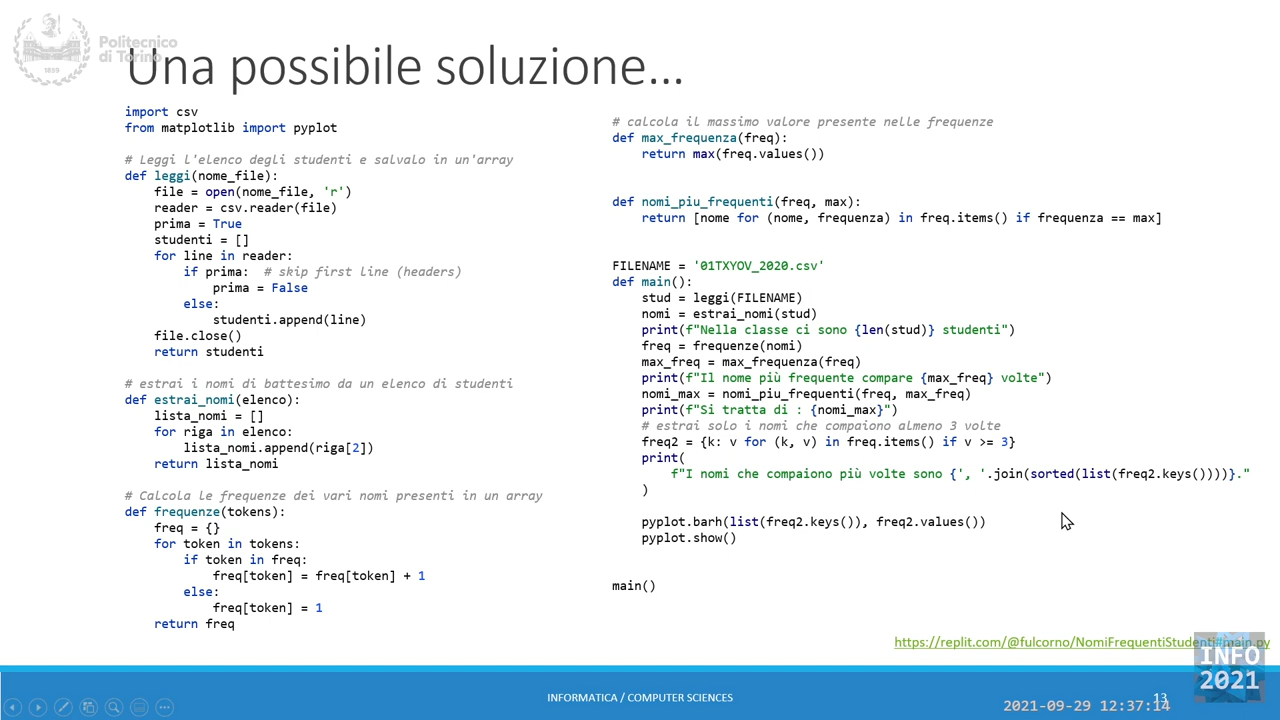 Politecnico
di Torino
1859
Una possibile soluzione…
import csv
from matplotlib import pyplot
# Leggi l'elenco degli studenti e salvalo in un'array
def leggi(nome_file):
file = open(nome_file, 'r')
reader = csv.reader(file)
prima = True
studenti = []
for line in reader:
if prima:  # skip first line (headers)
prima = False
else:
studenti.append(line)
file.close()
return studenti
# estrai i nomi di battesimo da un elenco di studenti
def estrai_nomi(elenco):
lista_nomi = []
for riga in elenco:
lista_nomi.append(riga[2])
return lista_nomi
# Calcola le frequenze dei vari nomi presenti in un array
def frequenze(tokens):
freq = {}
for token in tokens:
if token in freq:
freq[token] = freq[token] + 1
else:
freq[token] = 1
return freq
# calcola il massimo valore presente nelle frequenze
def max_frequenza(freq):
return max(freq.values())
def nomi_piu_frequenti(freq, max):
return [nome for (nome, frequenza) in freq.items() if frequenza == max]
FILENAME = '01TXYOV_2020.csv'
def main():
stud = leggi(FILENAME)
nomi = estrai_nomi(stud)
print(f"Nella classe ci sono {len(stud)} studenti")
freq = frequenze(nomi)
max_freq = max_frequenza(freq)
print(f"Il nome più frequente compare {max_freq} volte")
nomi_max = nomi_piu_frequenti(freq, max_freq)
print(f"Si tratta di : {nomi_max}")
# estrai solo i nomi che compaiono almeno 3 volte
freq2 = {k: v for (k, v) in freq.items() if v >= 3}
print(
f"I nomi che compaiono più volte sono {', '.join(sorted(list(freq2.keys())))}."
)
pyplot.barh(list(freq2.keys()), freq2.values())
pyplot.show()
main()
https://replit.com/@fulcorno/NomiFrequentiStudenti#main.py
INFO
2021
INFORMATICA / COMPUTER SCIENCES
13
2021-09-29 12:37:14